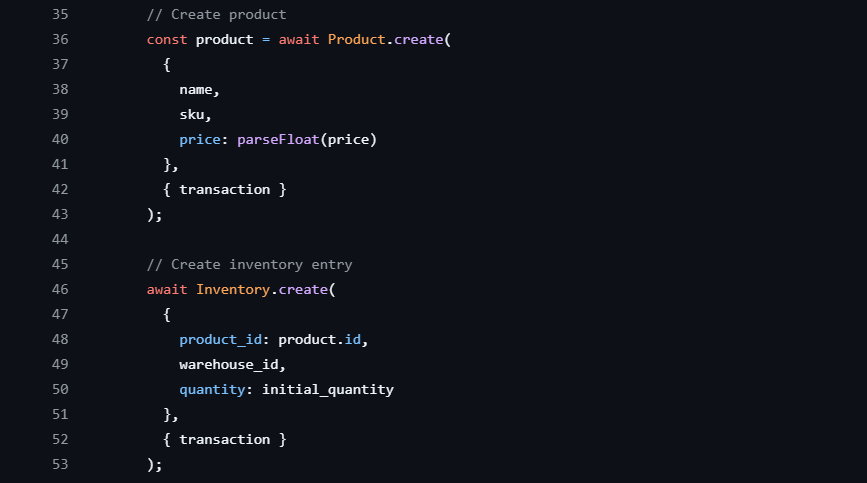 35 // Create product
36 const product = await Product.create(
37 {
38 name,
39 sku,
40 price: parseFloat(price)
41 },
42 { transaction }
43 );
44
45 // Create inventory entry
46 await Inventory.create(
47 {
48 product_id: product.id,
49 warehouse_id,
50 quantity: initial_quantity
51 },
52 { transaction }
53 );